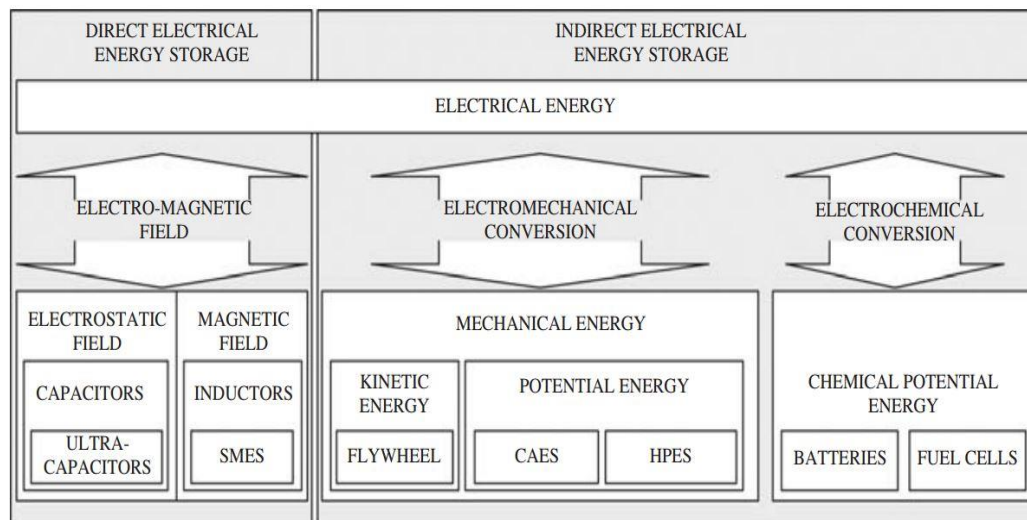 DIRECT ELECTRICAL
ENERGY STORAGE
INDIRECT ELECTRICAL
ENERGY STORAGE
ELECTRICAL ENERGY
ELECTRO-MAGNETIC
FIELD
ELECTROMECHANICAL
CONVERSION
ELECTROCHEMICAL
CONVERSION
ELECTROSTATIC
FIELD
CAPACITORS
ULTRA-
CAPACITORS
MAGNETIC
FIELD
INDUCTORS
SMES
MECHANICAL ENERGY
KINETIC
ENERGY
FLYWHEEL
POTENTIAL ENERGY
CAES
HPES
CHEMICAL POTENTIAL
ENERGY
BATTERIES
FUEL CELLS